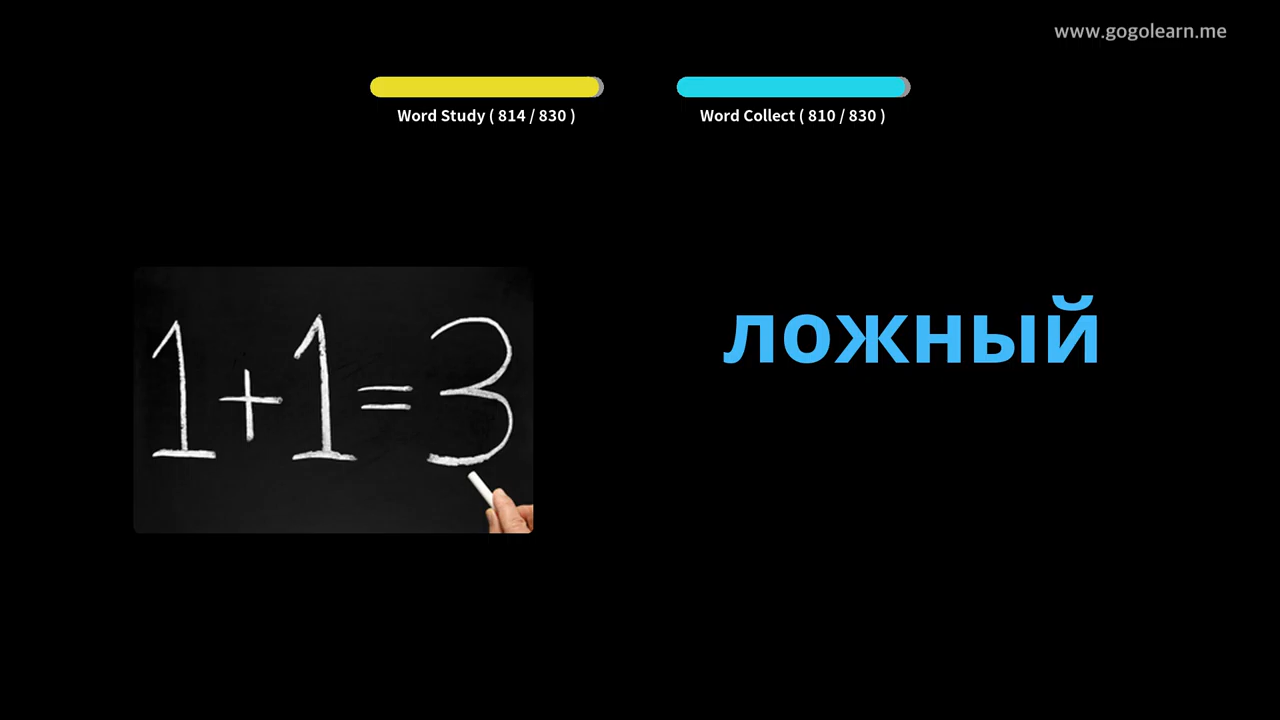 www.gogolearn.me
Word Study ( 814 / 830 )
Word Collect ( 810 / 830 )
ложный
1+1=3